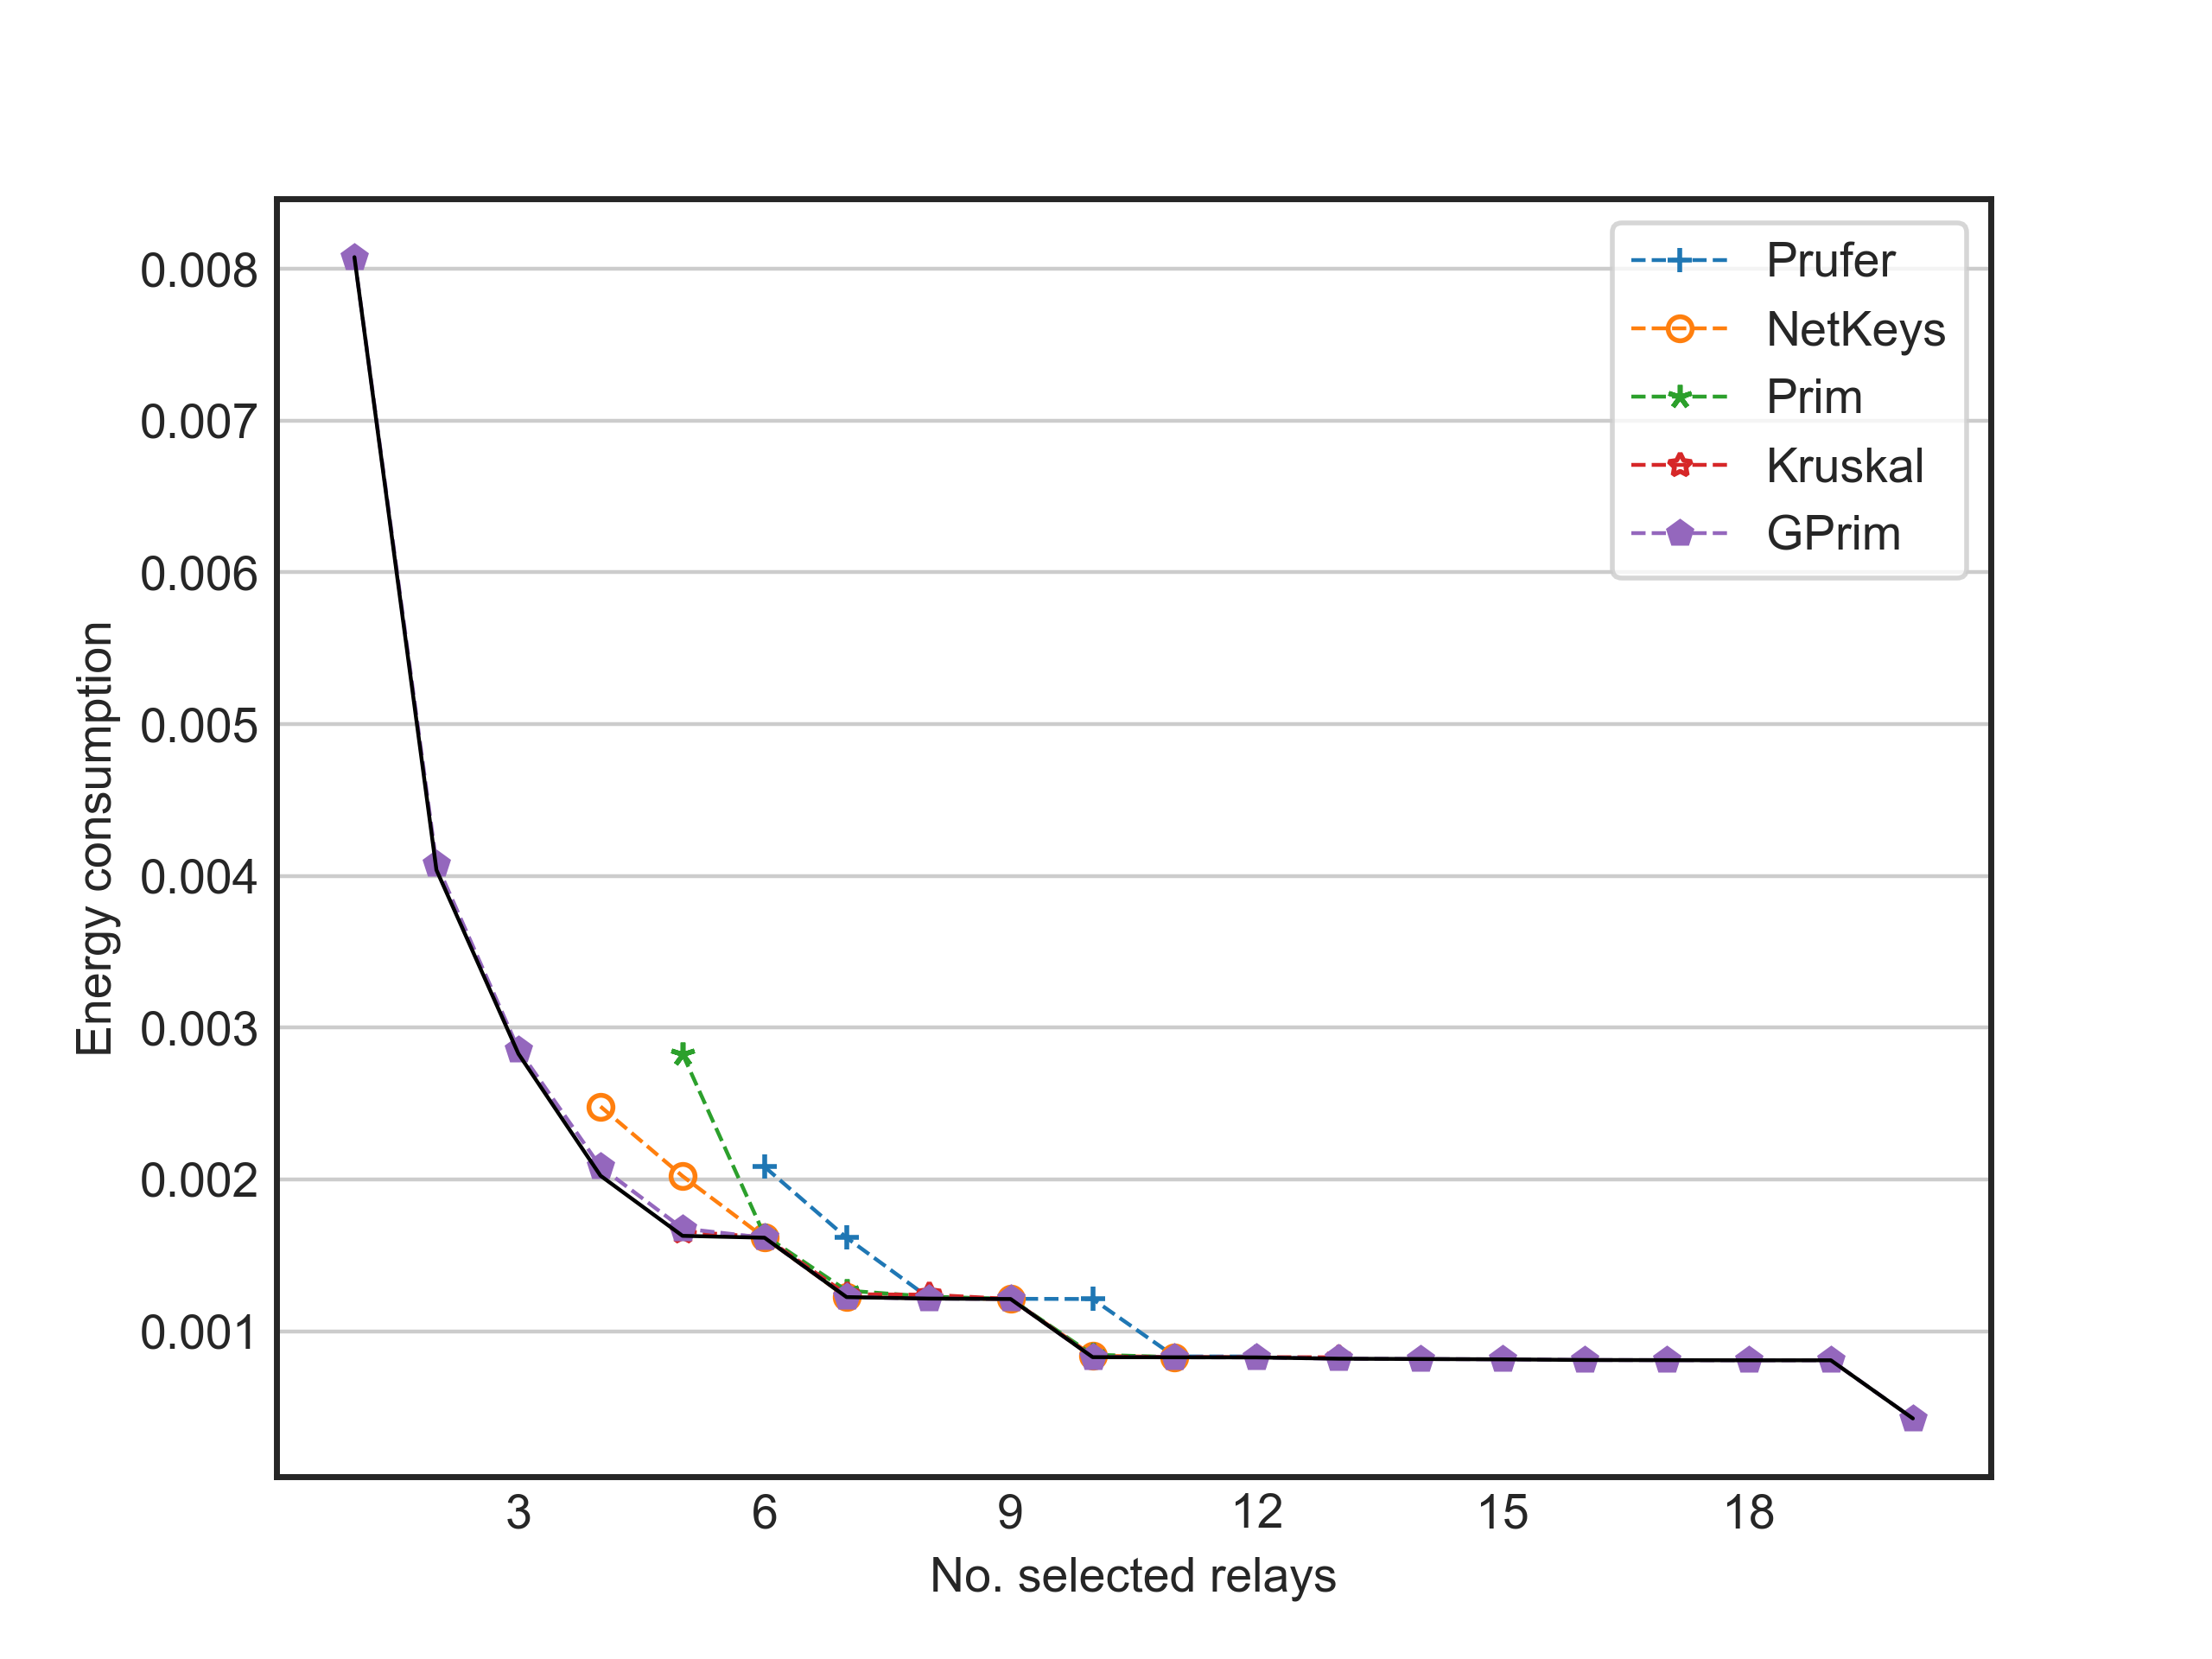 Prufer
NetKeys
Prim
Kruskal
GPrim
0.008
0.007
0.006
0.005
0.004
0.003
0.002
0.001
Energy consumption
3 6 9 12 15 18
No. selected relays